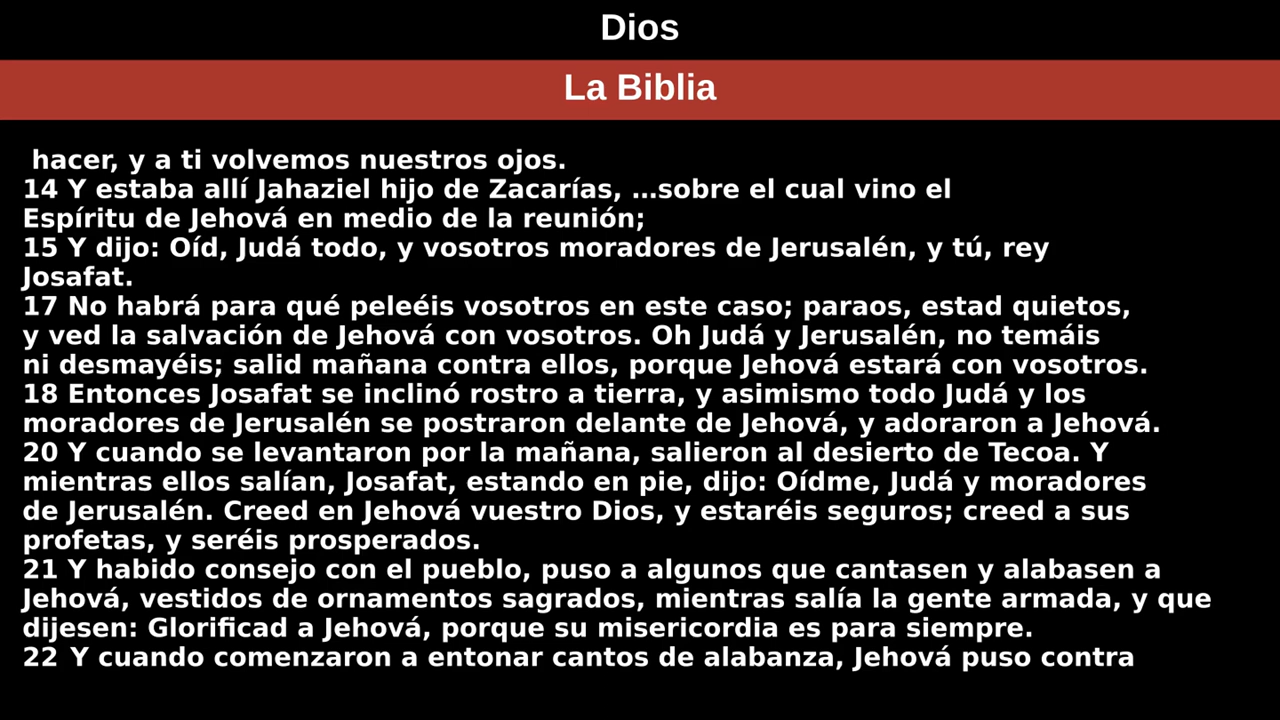 Dios
La Biblia
hacer, y a ti volvemos nuestros ojos.
14 Y estaba allí Jahaziel hijo de Zacarías, ...sobre el cual vino el
Espíritu de Jehová en medio de la reunión;
15 Y dijo: Oíd, Judá todo, y vosotros moradores de Jerusalén, y tú, rey
Josafat.
17 No habrá para qué peleéis vosotros en este caso; paraos, estad quietos,
y ved la salvación de Jehová con vosotros. Oh Judá y Jerusalén, no temáis
ni desmayéis; salid mañana contra ellos, porque Jehová estará con vosotros.
18 Entonces Josafat se inclinó rostro a tierra, y asimismo todo Judá y los
moradores de Jerusalén se postraron delante de Jehová, y adoraron a Jehová.
20 Y cuando se levantaron por la mañana, salieron al desierto de Tecoa. Y
mientras ellos salían, Josafat, estando en pie, dijo: Oídme, Judá y moradores
de Jerusalén. Creed en Jehová vuestro Dios, y estaréis seguros; creed a sus
profetas, y seréis prosperados.
21 Y habido consejo con el pueblo, puso a algunos que cantasen y alabasen a
Jehová, vestidos de ornamentos sagrados, mientras salía la gente armada, y que
dijesen: Glorificad a Jehová, porque su misericordia es para siempre.
22 Y cuando comenzaron a entonar cantos de alabanza, Jehová puso contra